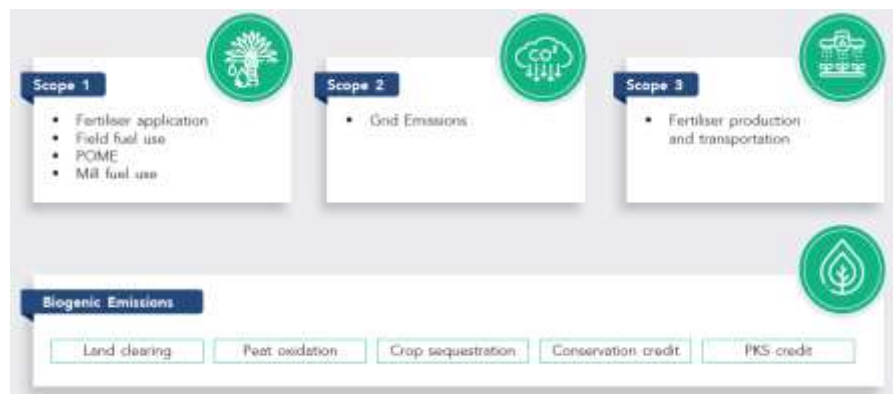 Scope 1
• Fertiliser application
• Field fuel use
• POME
• Mill fuel use
CO²
Scope 2
• Grid Emissions
Scope 3
• Fertiliser production
and transportation
Biogenic Emissions
Land clearing
Peat oxidation
Crop sequestration
Conservation credit
PKS credit